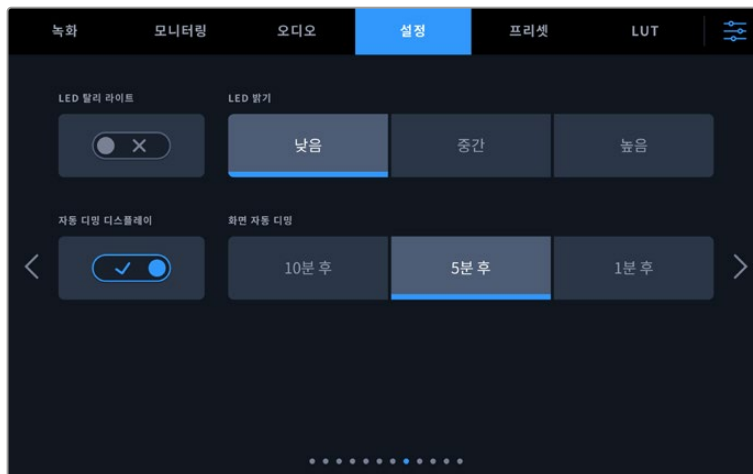 녹화 모니터링 오디오 설정 프리셋 LUT
LED 탈리 라이트 LED 밝기
낮음 중간 높음
자동 디밍 디스플레이 화면 자동 디밍
10분 후 5분 후 1분 후